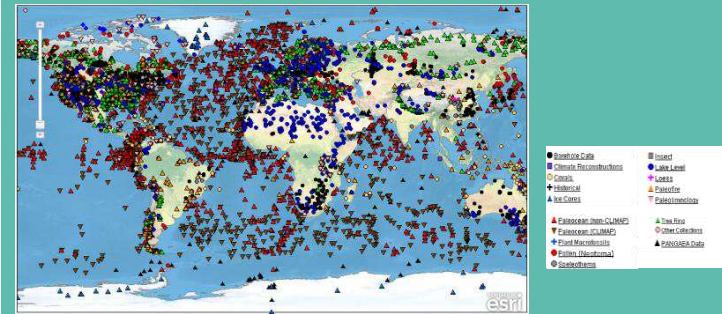 Borehole Data
Climate Reconstructions
Corals
Historical
Ice Cores
Paleocean (non-CLIMAP)
Paleocean (CLIMAP)
Plant Macrofossils
Pollen (Neotoma)
Speleothems
Insect
Lake Level
Loess
Paleofire
Paleolimnology
Tree Ring
Other Collections
PANGAEA Data
esri